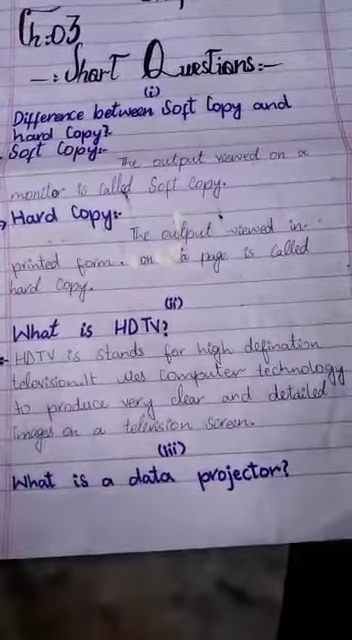 Ch:03
-: Short Questions:-
(i)
Difference between Soft Copy and
hard Copy?
Soft Copy:-
The output viewed on a
monitor is called Soft Copy.
Hard Copy:-
The output viewed in
printed form. on a page is called
hard Copy.
(ii)
What is HDTV?
HDTV is stands for high defination
television.It uses computer technology
to produce very clear and detailed
images on a television screen.
(iii)
What is a data projector?